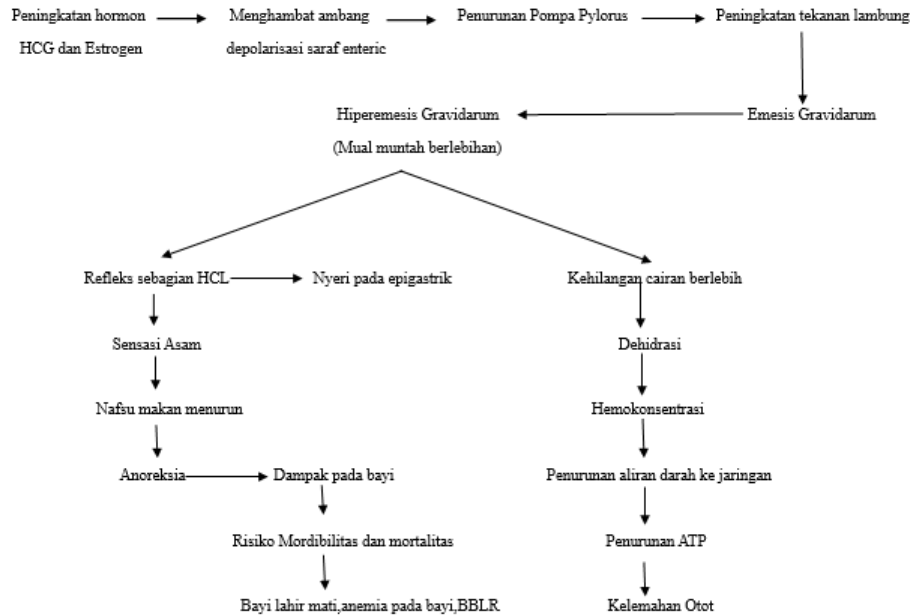 Peningkatan hormon
HCG dan Estrogen
Menghambat ambang
depolarisasi saraf enteric
Penurunan Pompa Pylorus
Peningkatan tekanan lambung
Hiperemesis Gravidarum
(Mual muntah berlebihan)
Emesis Gravidarum
Refleks sebagian HCL
Nyeri pada epigastrik
Kehilangan cairan berlebih
Sensasi Asam
Dehidrasi
Nafsu makan menurun
Hemokonsentrasi
Anoreksia
Dampak pada bayi
Penurunan aliran darah ke jaringan
Risiko Mordibilitas dan mortalitas
Penurunan ATP
Bayi lahir mati,anemia pada bayi,BBLR
Kelemahan Otot